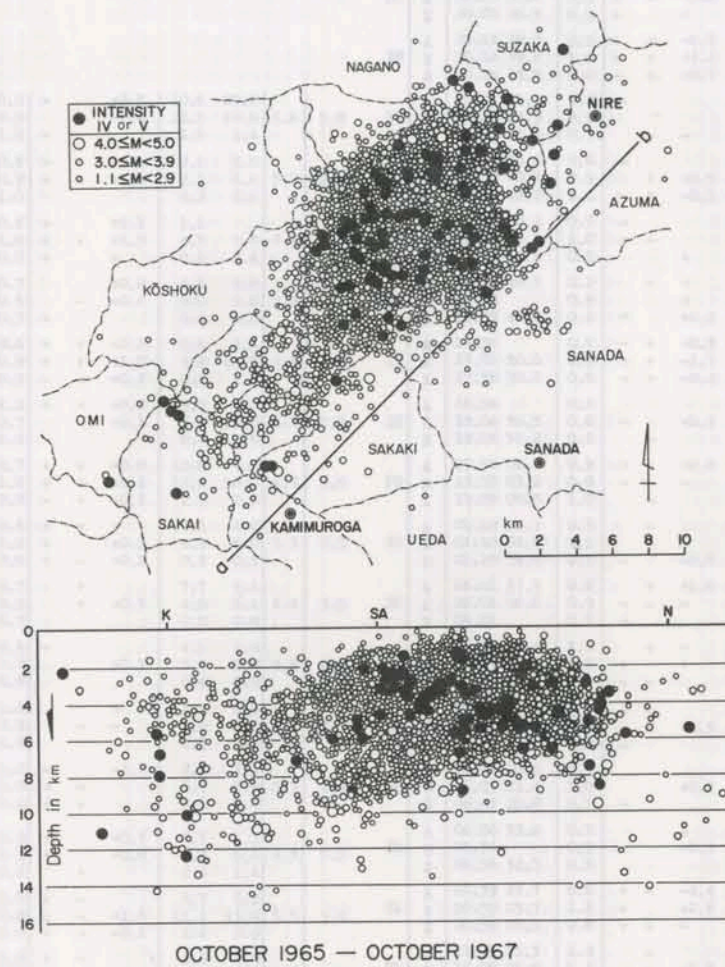 SUZAKA
NAGANO
NIRE
INTENSITY
IV or V
4.0≤M<5.0
3.0≤M<3.9
1.1≤M<2.9
b
AZUMA
KŌSHOKU
SANADA
OMI
SAKAKI
SANADA
KAMIMUROGA
SAKAI
UEDA
km
0 2 4 6 8 10
a
K SA N
0
2
4
6
8
10
12
14
16
Depth in km
OCTOBER 1965 — OCTOBER 1967